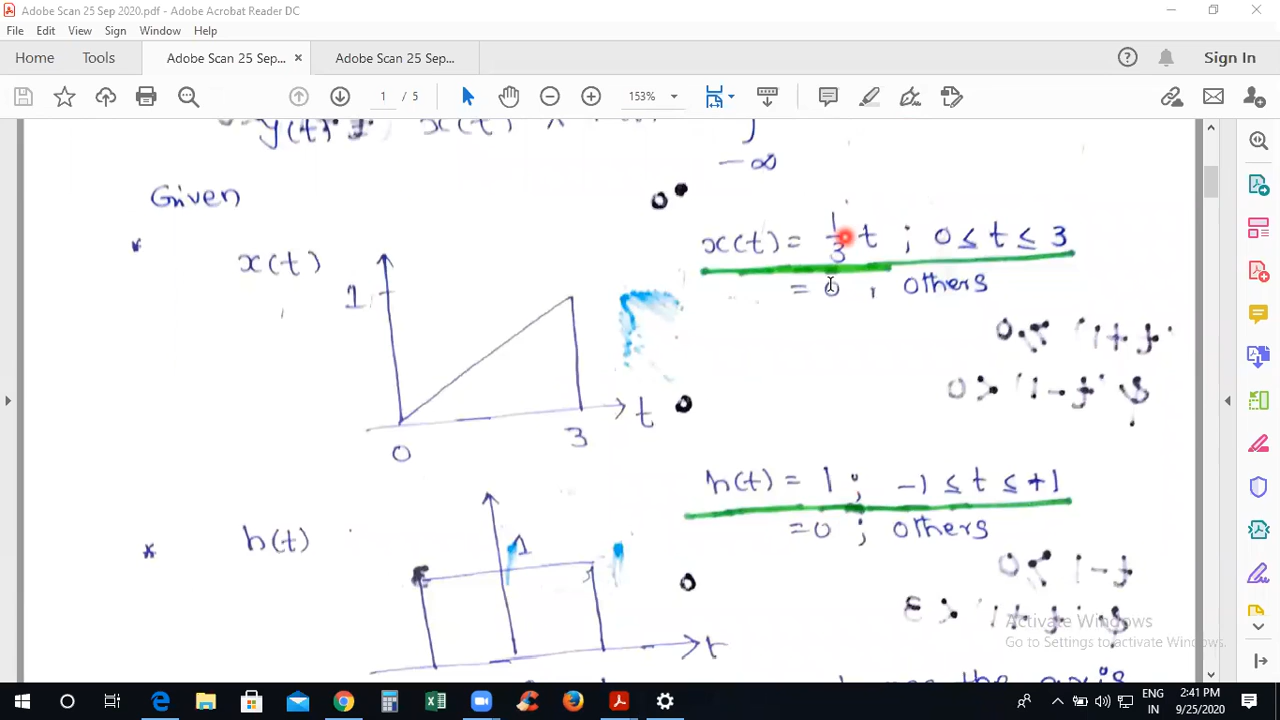 Adobe Scan 25 Sep 2020.pdf - Adobe Acrobat Reader DC
File Edit View Sign Window Help
Home Tools Adobe Scan 25 Sep... × Adobe Scan 25 Sep... Sign In
1 / 5 153%
y(t) x(t)
-∞
Given
x(t) = 1/3 t ; 0 ≤ t ≤ 3
= 0 , others
x(t)
1
0 3 t
h(t) = 1 ; -1 ≤ t ≤ +1
= 0 ; others
h(t)
1
t
Activate Windows
Go to Settings to activate Windows.
the axis
ENG 2:41 PM
IN 9/25/2020